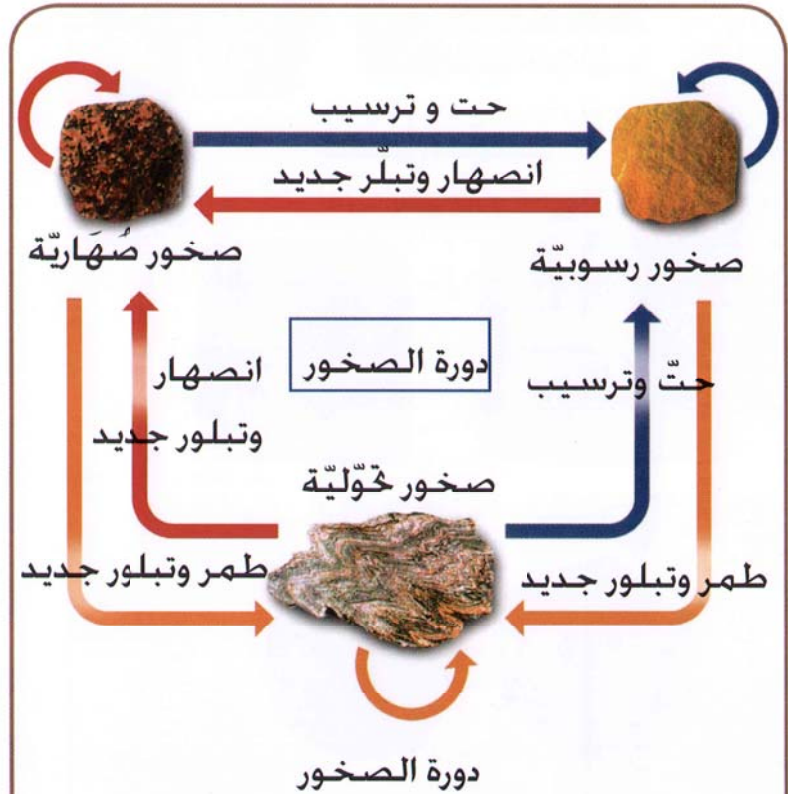 حت و ترسيب
انصهار وتبلّر جديد
صخور رسوبيّة
صخور صُهَاريّة
دورة الصخور
حتّ وترسيب
انصهار
وتبلور جديد
صخور تحوّليّة
طمر وتبلور جديد
طمر وتبلور جديد
دورة الصخور